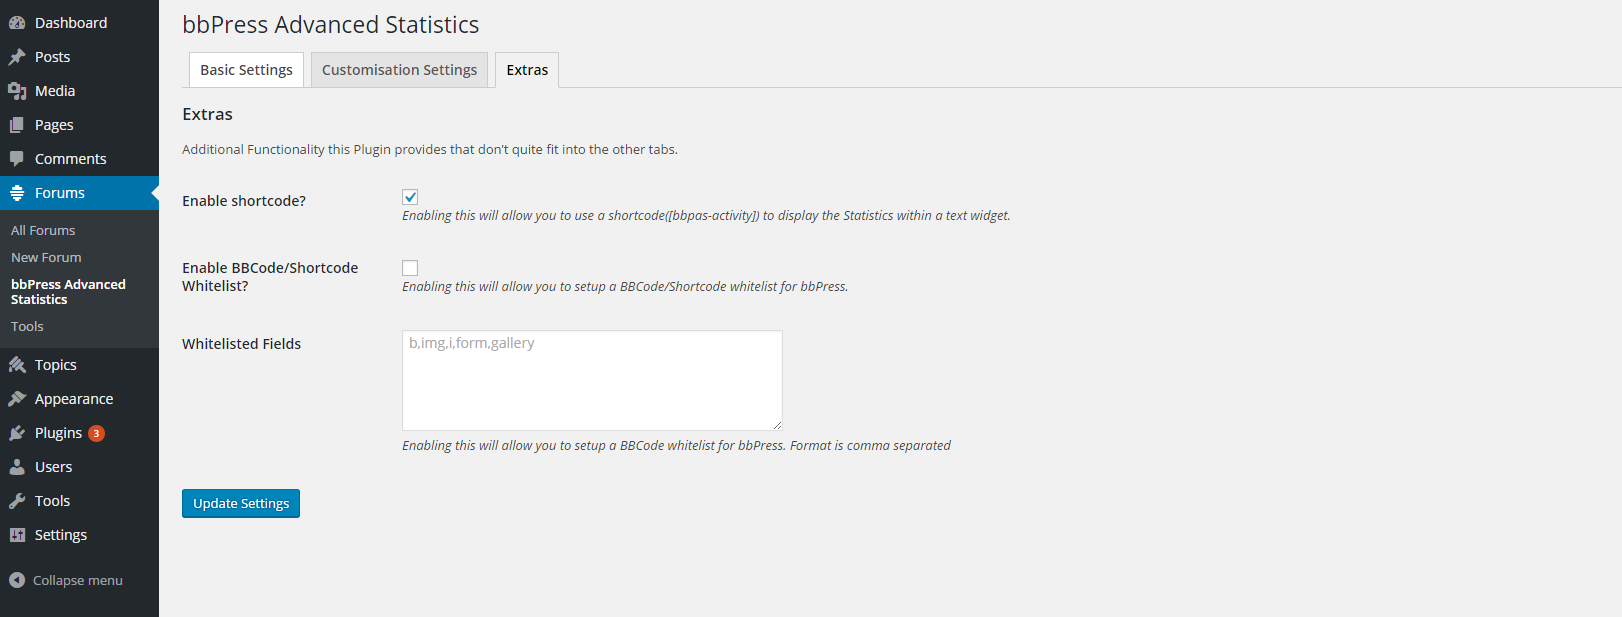 Dashboard
Posts
Media
Pages
Comments
Forums
All Forums
New Forum
bbPress Advanced
Statistics
Tools
Topics
Appearance
Plugins 3
Users
Tools
Settings
Collapse menu
bbPress Advanced Statistics
Basic Settings Customisation Settings Extras
Extras
Additional Functionality this Plugin provides that don't quite fit into the other tabs.
Enable shortcode?
Enabling this will allow you to use a shortcode([bbpas-activity]) to display the Statistics within a text widget.
Enable BBCode/Shortcode
Whitelist?
Enabling this will allow you to setup a BBCode/Shortcode whitelist for bbPress.
Whitelisted Fields
b,img,i,form,gallery
Enabling this will allow you to setup a BBCode whitelist for bbPress. Format is comma separated
Update Settings